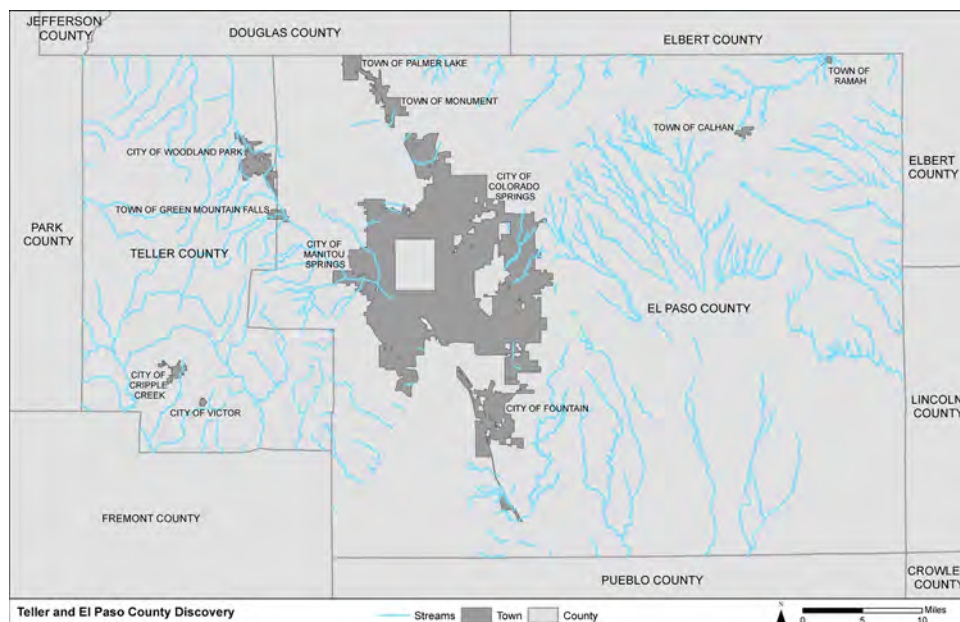 JEFFERSON
COUNTY
DOUGLAS COUNTY
ELBERT COUNTY
TOWN OF PALMER LAKE
TOWN OF
RAMAH
TOWN OF MONUMENT
TOWN OF CALHAN
CITY OF WOODLAND PARK
ELBERT
COUNTY
CITY OF
COLORADO
SPRINGS
TOWN OF GREEN MOUNTAIN FALLS
PARK
COUNTY
TELLER COUNTY
CITY OF
MANITOU
SPRINGS
EL PASO COUNTY
CITY OF
CRIPPLE
CREEK
CITY OF VICTOR
CITY OF FOUNTAIN
LINCOLN
COUNTY
FREMONT COUNTY
PUEBLO COUNTY
CROWLE
COUNTY
Teller and El Paso County Discovery
Streams
Town
County
N
Miles
0 5 10